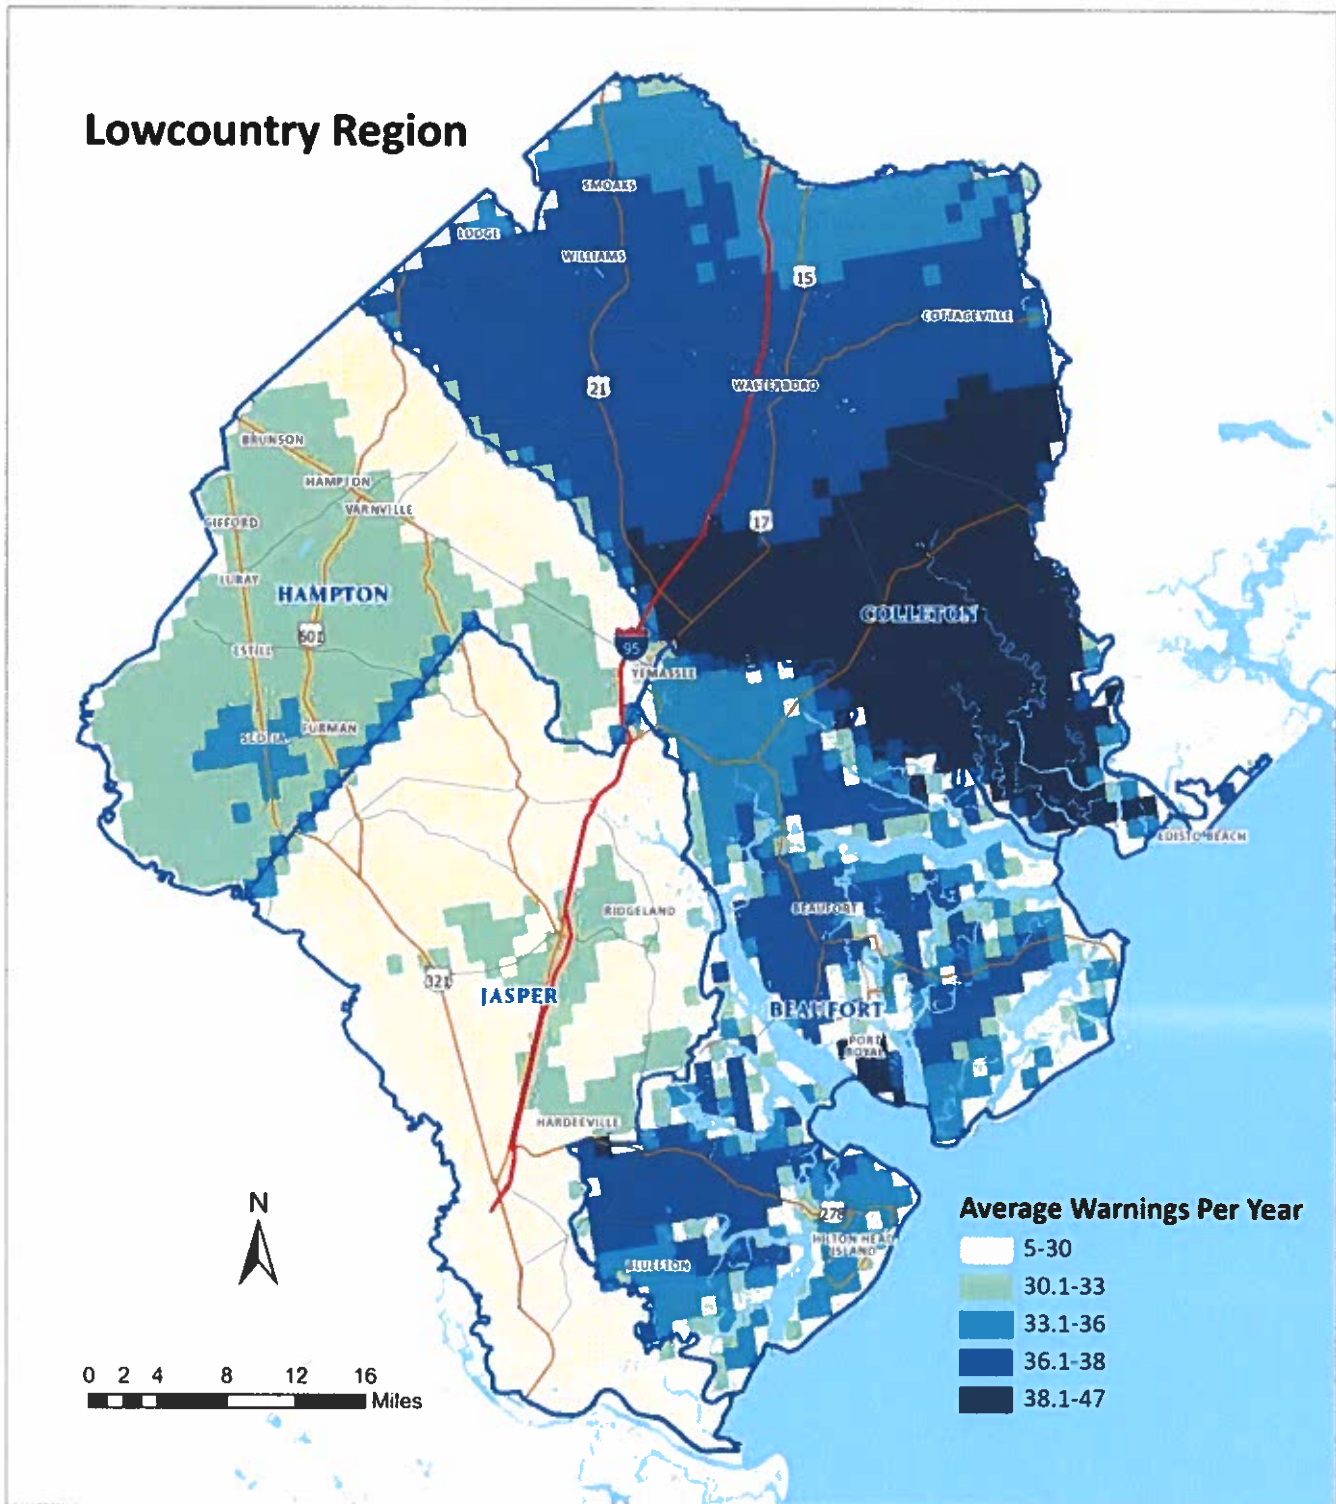 Lowcountry Region
SMOAKS
LODGE
WILLIAMS
15
COTTAGEVILLE
21
WALTERBORO
BRUNSON
HAMPTON
VARNVILLE
GIFFORD
17
LURAY
HAMPTON
COLLETON
601
ESTILL
95
YEMASSEE
SCOTIA
FURMAN
EDISTO BEACH
RIDGELAND
BEAUFORT
321
JASPER
BEAUFORT
PORT
ROYAL
HARDEEVILLE
N
278
HILTON HEAD
ISLAND
BLUFFTON
Average Warnings Per Year
5-30
30.1-33
33.1-36
36.1-38
38.1-47
0 2 4 8 12 16
Miles